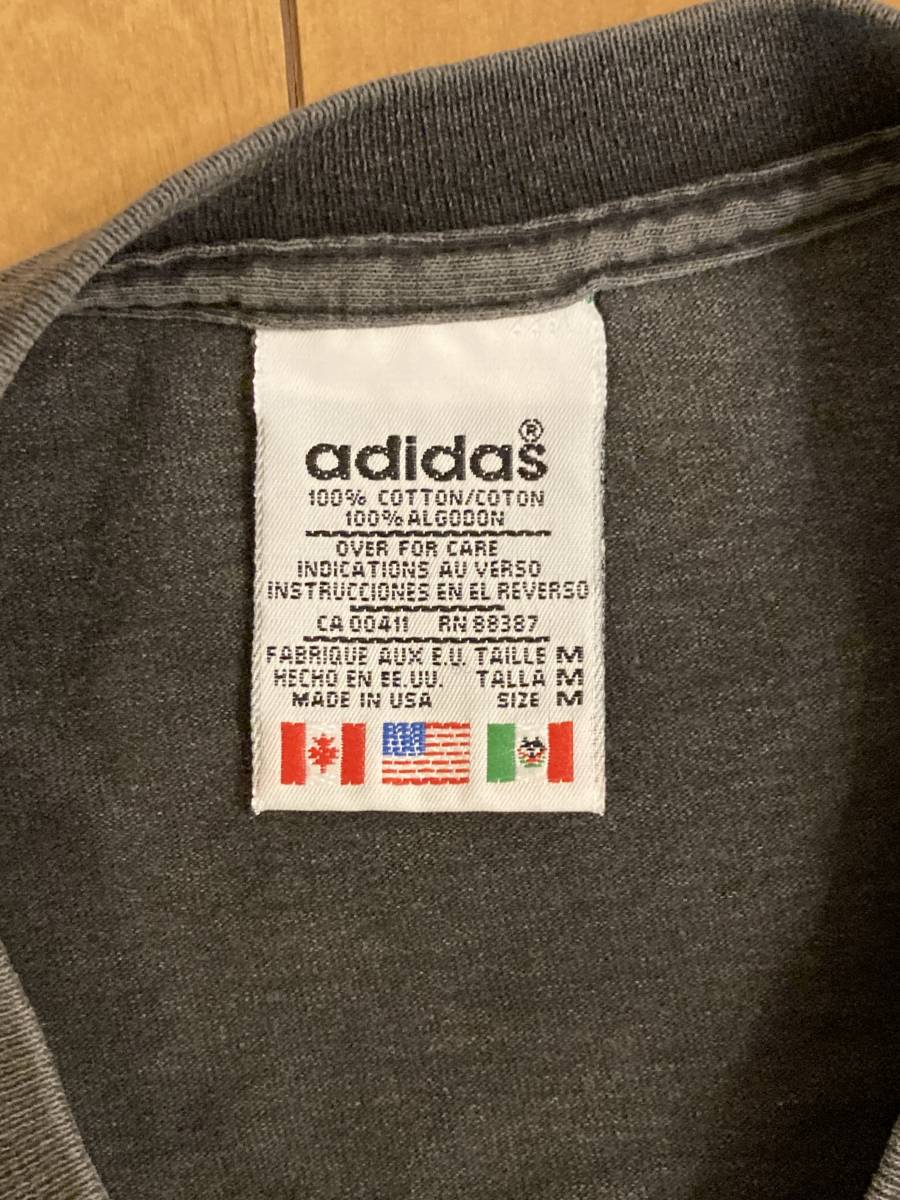 adidas®
100% COTTON/COTON
100% ALGODON
OVER FOR CARE
INDICATIONS AU VERSO
INSTRUCCIONES EN EL REVERSO
CA 00411 RN 88387
FABRIQUE AUX E.U. TAILLE M
HECHO EN EE.UU. TALLA M
MADE IN USA SIZE M